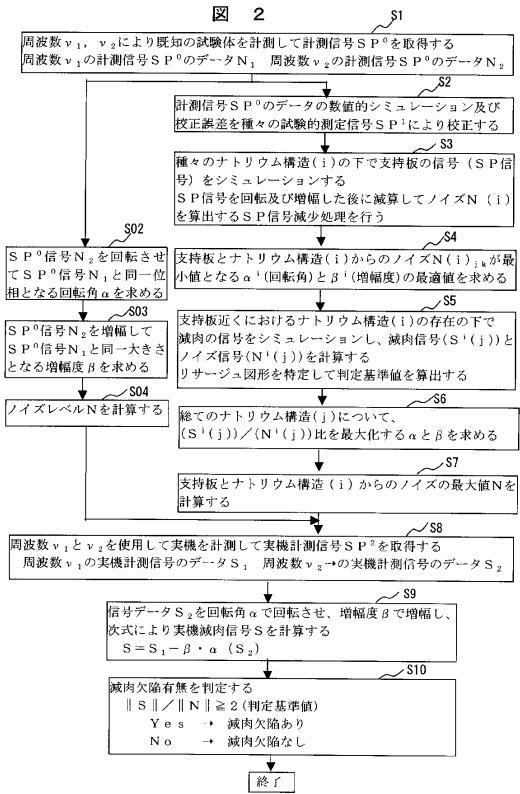 図 2
S1
周波数ν1，ν2により既知の試験体を計測して計測信号SP⁰を取得する
周波数ν1の計測信号SP⁰のデータN1 周波数ν2の計測信号SP⁰のデータN2
S2
計測信号SP⁰のデータの数値的シミュレーション及び
校正誤差を種々の試験的測定信号SP¹により校正する
S3
種々のナトリウム構造(i)の下で支持板の信号(SP信
号)をシミュレーションする
SP信号を回転及び増幅した後に減算してノイズN(i)
を算出するSP信号減少処理を行う
S02
SP⁰信号N2を回転させ
てSP⁰信号N1と同一位
相となる回転角αを求める
S03
SP⁰信号N2を増幅して
SP⁰信号N1と同一大きさ
となる増幅度βを求める
S04
ノイズレベルNを計算する
S4
支持板とナトリウム構造(i)からのノイズN(i)jkが最
小値となるαⁱ(回転角)とβⁱ(増幅度)の最適値を求める
S5
支持板近くにおけるナトリウム構造(i)の存在の下で
減肉の信号をシミュレーションし、減肉信号(Sⁱ(j))と
ノイズ信号(Nⁱ(j))を計算する
リサージュ図形を特定して判定基準値を算出する
S6
総てのナトリウム構造(j)について、
(Sⁱ(j))／(Nⁱ(j))比を最大化するαとβを求める
S7
支持板とナトリウム構造(i)からのノイズの最大値Nを
計算する
S8
周波数ν1とν2を使用して実機を計測して実機計測信号SP²を取得する
周波数ν1の実機計測信号のデータS1 周波数ν2→の実機計測信号のデータS2
S9
信号データS2を回転角αで回転させ、増幅度βで増幅し、
次式により実機減肉信号Sを計算する
S＝S1－β・α(S2)
S10
減肉欠陥有無を判定する
‖S‖／‖N‖≧2(判定基準値)
Yes → 減肉欠陥あり
No → 減肉欠陥なし
終了